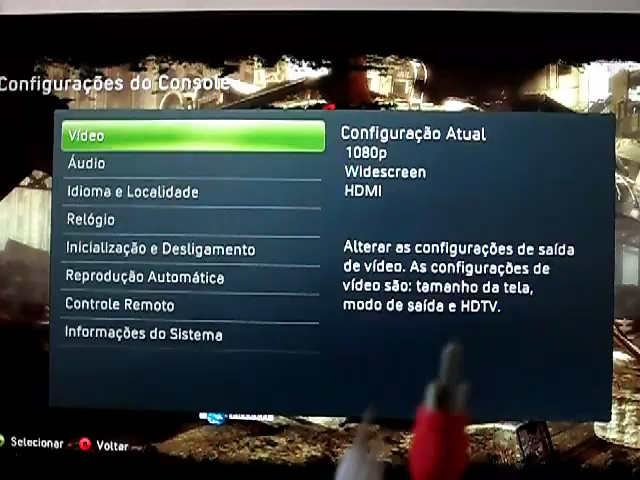 Configurações do Console
Vídeo
Áudio
Idioma e Localidade
Relógio
Inicialização e Desligamento
Reprodução Automática
Controle Remoto
Informações do Sistema
Configuração Atual
1080p
Widescreen
HDMI
Alterar as configurações de saída
de vídeo. As configurações de
vídeo são: tamanho da tela,
modo de saída e HDTV.
Selecionar
Voltar